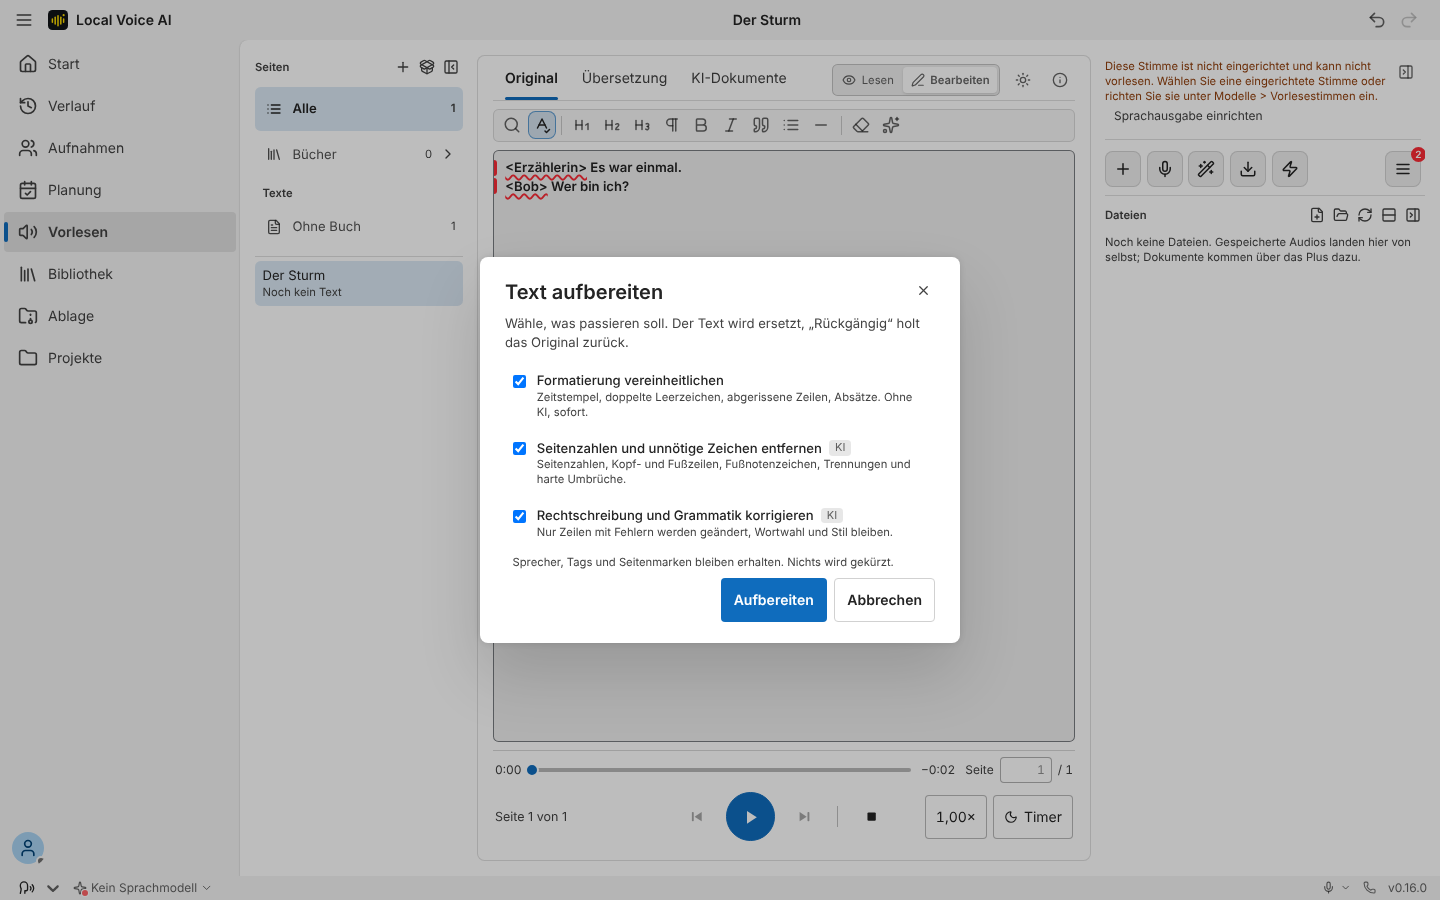 Local Voice AI
Der Sturm
Start
Verlauf
Aufnahmen
Planung
Vorlesen
Bibliothek
Ablage
Projekte
Seiten
Alle 1
Bücher 0
Texte
Ohne Buch 1
Der Sturm
Noch kein Text
Original Übersetzung KI-Dokumente Lesen Bearbeiten
H1 H2 H3 B I
<Erzählerin> Es war einmal.
<Bob> Wer bin ich?
Text aufbereiten
Wähle, was passieren soll. Der Text wird ersetzt, „Rückgängig“ holt
das Original zurück.
Formatierung vereinheitlichen
Zeitstempel, doppelte Leerzeichen, abgerissene Zeilen, Absätze. Ohne
KI, sofort.
Seitenzahlen und unnötige Zeichen entfernen KI
Seitenzahlen, Kopf- und Fußzeilen, Fußnotenzeichen, Trennungen und
harte Umbrüche.
Rechtschreibung und Grammatik korrigieren KI
Nur Zeilen mit Fehlern werden geändert, Wortwahl und Stil bleiben.
Sprecher, Tags und Seitenmarken bleiben erhalten. Nichts wird gekürzt.
Aufbereiten Abbrechen
0:00 −0:02 Seite 1 / 1
Seite 1 von 1 1,00× Timer
Diese Stimme ist nicht eingerichtet und kann nicht
vorlesen. Wählen Sie eine eingerichtete Stimme oder
richten Sie sie unter Modelle > Vorlesestimmen ein.
Sprachausgabe einrichten
2
Dateien
Noch keine Dateien. Gespeicherte Audios landen hier von
selbst; Dokumente kommen über das Plus dazu.
Kein Sprachmodell
v0.16.0